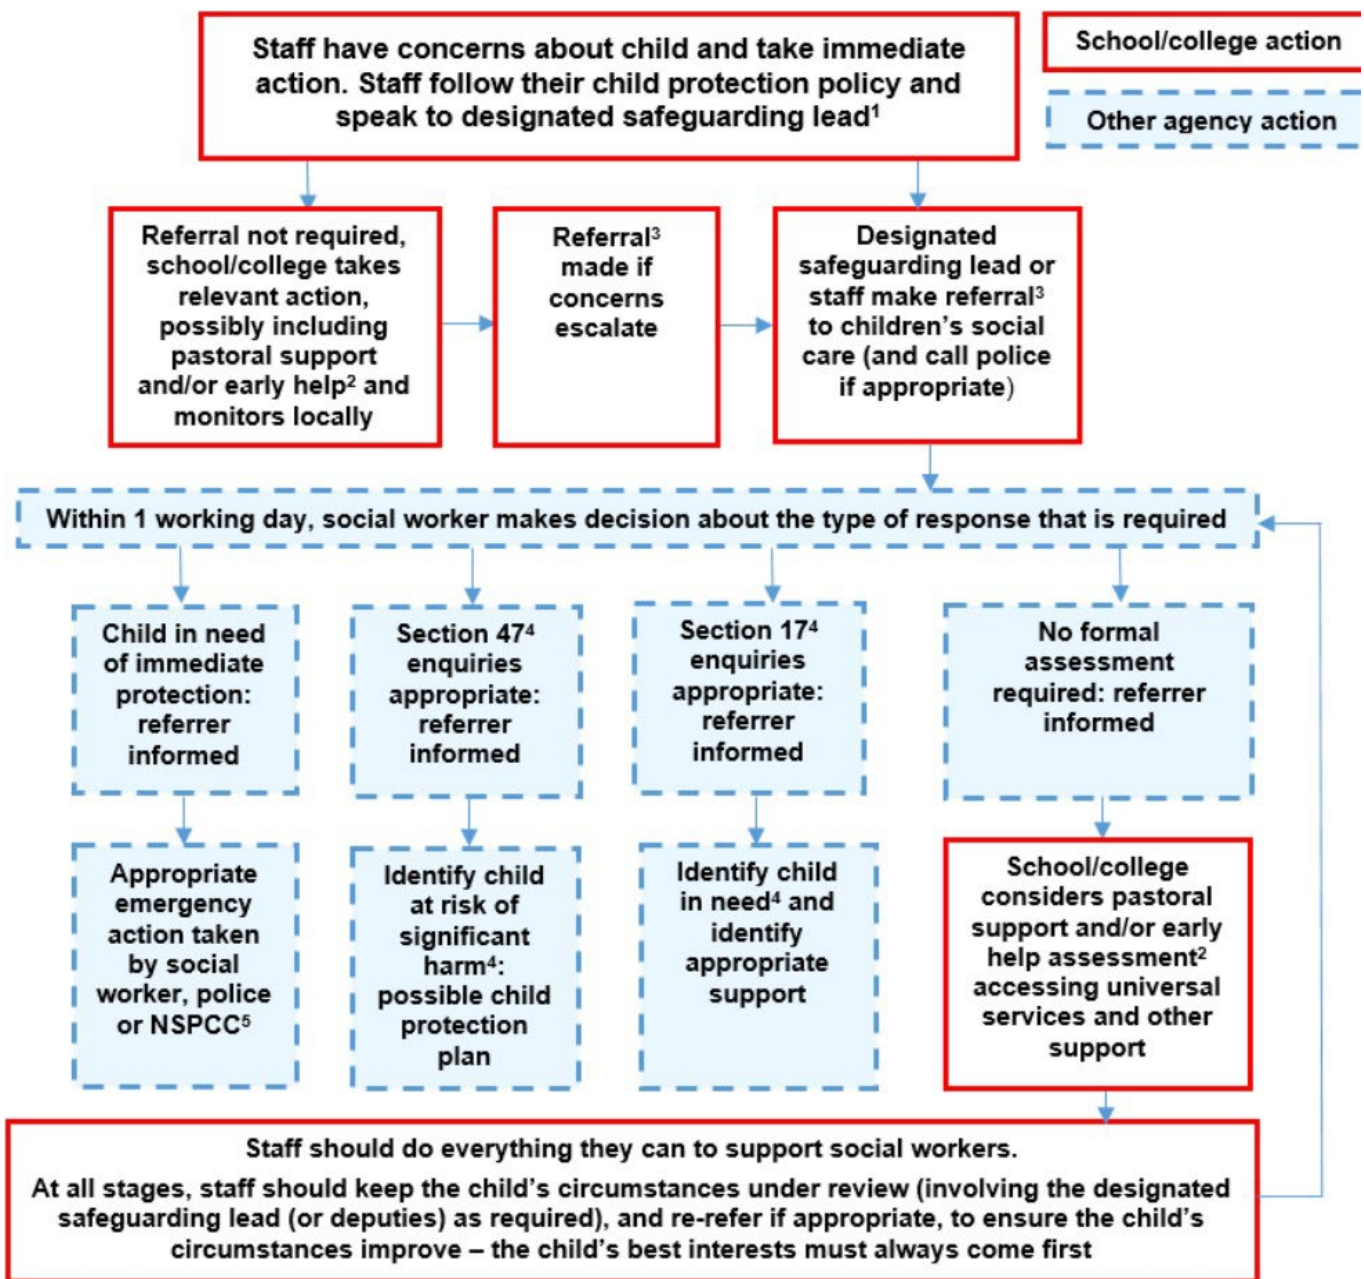 Staff have concerns about child and take immediate
action. Staff follow their child protection policy and
speak to designated safeguarding lead¹
School/college action
Other agency action
Referral not required,
school/college takes
relevant action,
possibly including
pastoral support
and/or early help² and
monitors locally
Referral³
made if
concerns
escalate
Designated
safeguarding lead or
staff make referral³
to children’s social
care (and call police
if appropriate)
Within 1 working day, social worker makes decision about the type of response that is required
Child in need
of immediate
protection:
referrer
informed
Section 47⁴
enquiries
appropriate:
referrer
informed
Section 17⁴
enquiries
appropriate:
referrer
informed
No formal
assessment
required: referrer
informed
Appropriate
emergency
action taken
by social
worker, police
or NSPCC⁵
Identify child
at risk of
significant
harm⁴:
possible child
protection
plan
Identify child
in need⁴ and
identify
appropriate
support
School/college
considers pastoral
support and/or early
help assessment²
accessing universal
services and other
support
Staff should do everything they can to support social workers.
At all stages, staff should keep the child’s circumstances under review (involving the designated
safeguarding lead (or deputies) as required), and re-refer if appropriate, to ensure the child’s
circumstances improve – the child’s best interests must always come first